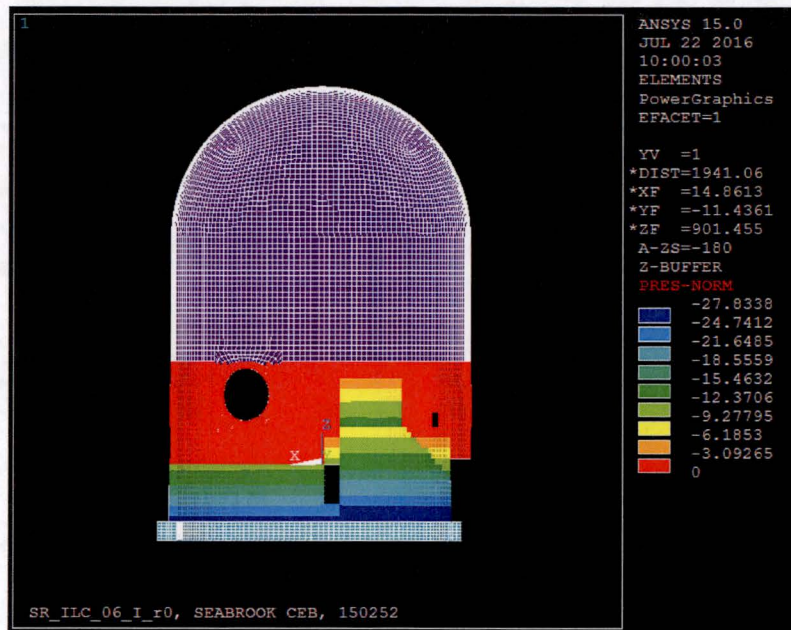 1
ANSYS 15.0
JUL 22 2016
10:00:03
ELEMENTS
PowerGraphics
EFACET=1
YV =1
*DIST=1941.06
*XF =14.8613
*YF =-11.4361
*ZF =901.455
A-ZS=-180
Z-BUFFER
PRES-NORM
-27.8338
-24.7412
-21.6485
-18.5559
-15.4632
-12.3706
-9.27795
-6.1853
-3.09265
0
Z
X
SR_ILC_06_I_r0, SEABROOK CEB, 150252